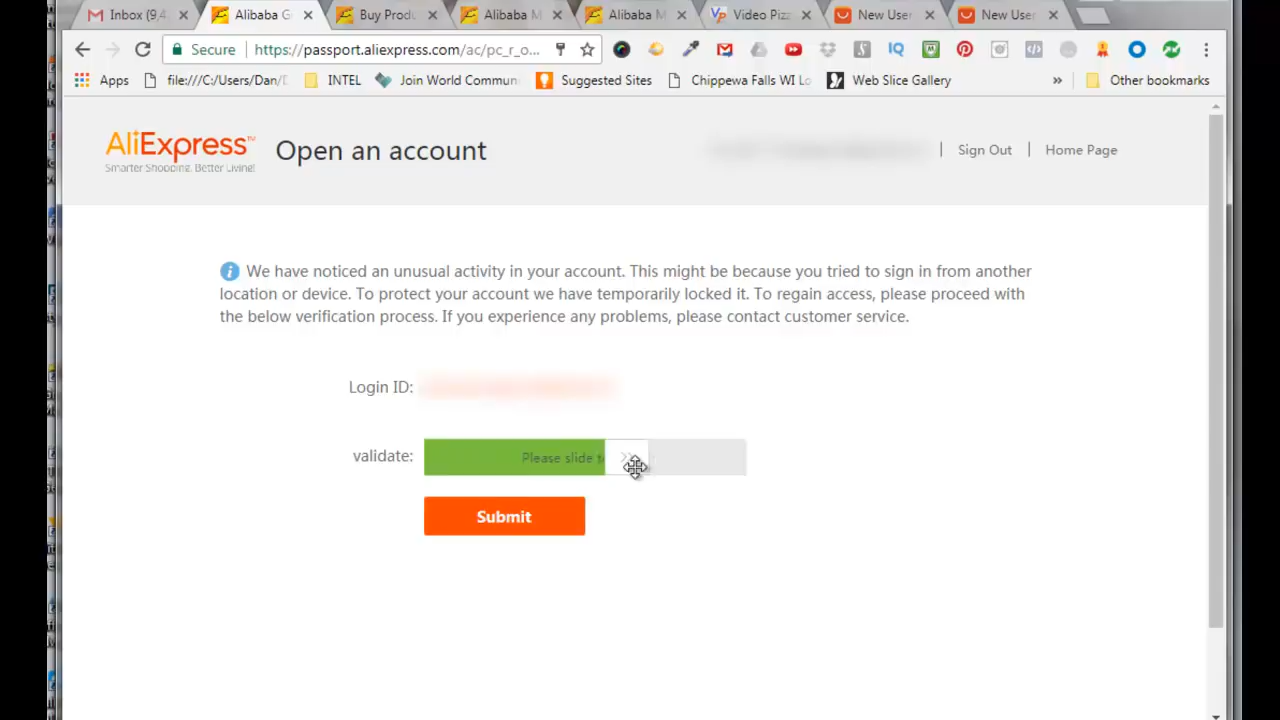 Inbox (9,4
Alibaba G
Buy Produ
Alibaba M
Alibaba M
Video Pizz
New User
New User
Secure
https://passport.aliexpress.com/ac/pc_r_o...
Apps
file:///C:/Users/Dan/
INTEL
Join World Commun
Suggested Sites
Chippewa Falls WI Lo
Web Slice Gallery
»
Other bookmarks
AliExpress™
Smarter Shopping, Better Living!
Open an account
| Sign Out | Home Page
We have noticed an unusual activity in your account. This might be because you tried to sign in from another
location or device. To protect your account we have temporarily locked it. To regain access, please proceed with
the below verification process. If you experience any problems, please contact customer service.
Login ID:
validate:
Please slide t
Submit